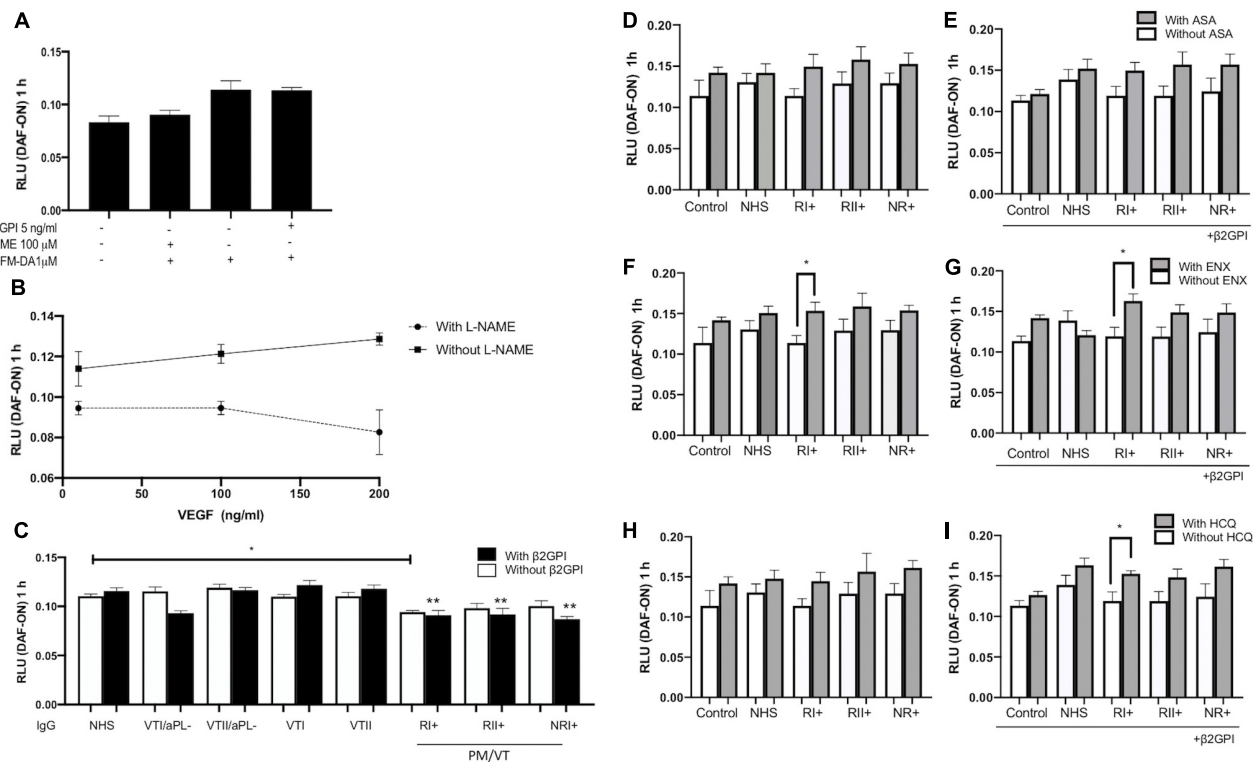 A
RLU (DAF-ON) 1 h
0.15
0.10
0.05
0.00
GPI 5 ng/ml - - - +
ME 100 µM - + - -
FM-DA1µM - + + +
B
RLU (DAF-ON) 1 h
0.14
0.12
0.10
0.08
0.06
0 50 100 150 200
VEGF (ng/ml)
With L-NAME
Without L-NAME
C
RLU (DAF-ON) 1 h
0.15
0.10
0.05
0.00
*
With β2GPI
Without β2GPI
** ** **
IgG NHS VTI/aPL- VTII/aPL- VTI VTII RI+ RII+ NRI+
PM/VT
D
RLU (DAF-ON) 1h
0.20
0.15
0.10
0.05
0.00
Control NHS RI+ RII+ NR+
E
RLU (DAF-ON) 1h
0.20
0.15
0.10
0.05
0.00
With ASA
Without ASA
Control NHS RI+ RII+ NR+
+β2GPI
F
RLU (DAF-ON) 1h
0.20
0.15
0.10
0.05
0.00
*
Control NHS RI+ RII+ NR+
G
RLU (DAF-ON) 1h
0.20
0.15
0.10
0.05
0.00
*
With ENX
Without ENX
Control NHS RI+ RII+ NR+
+β2GPI
H
RLU (DAF-ON) 1h
0.20
0.15
0.10
0.05
0.00
Control NHS RI+ RII+ NR+
I
RLU (DAF-ON) 1h
0.20
0.15
0.10
0.05
0.00
*
With HCQ
Without HCQ
Control NHS RI+ RII+ NR+
+β2GPI